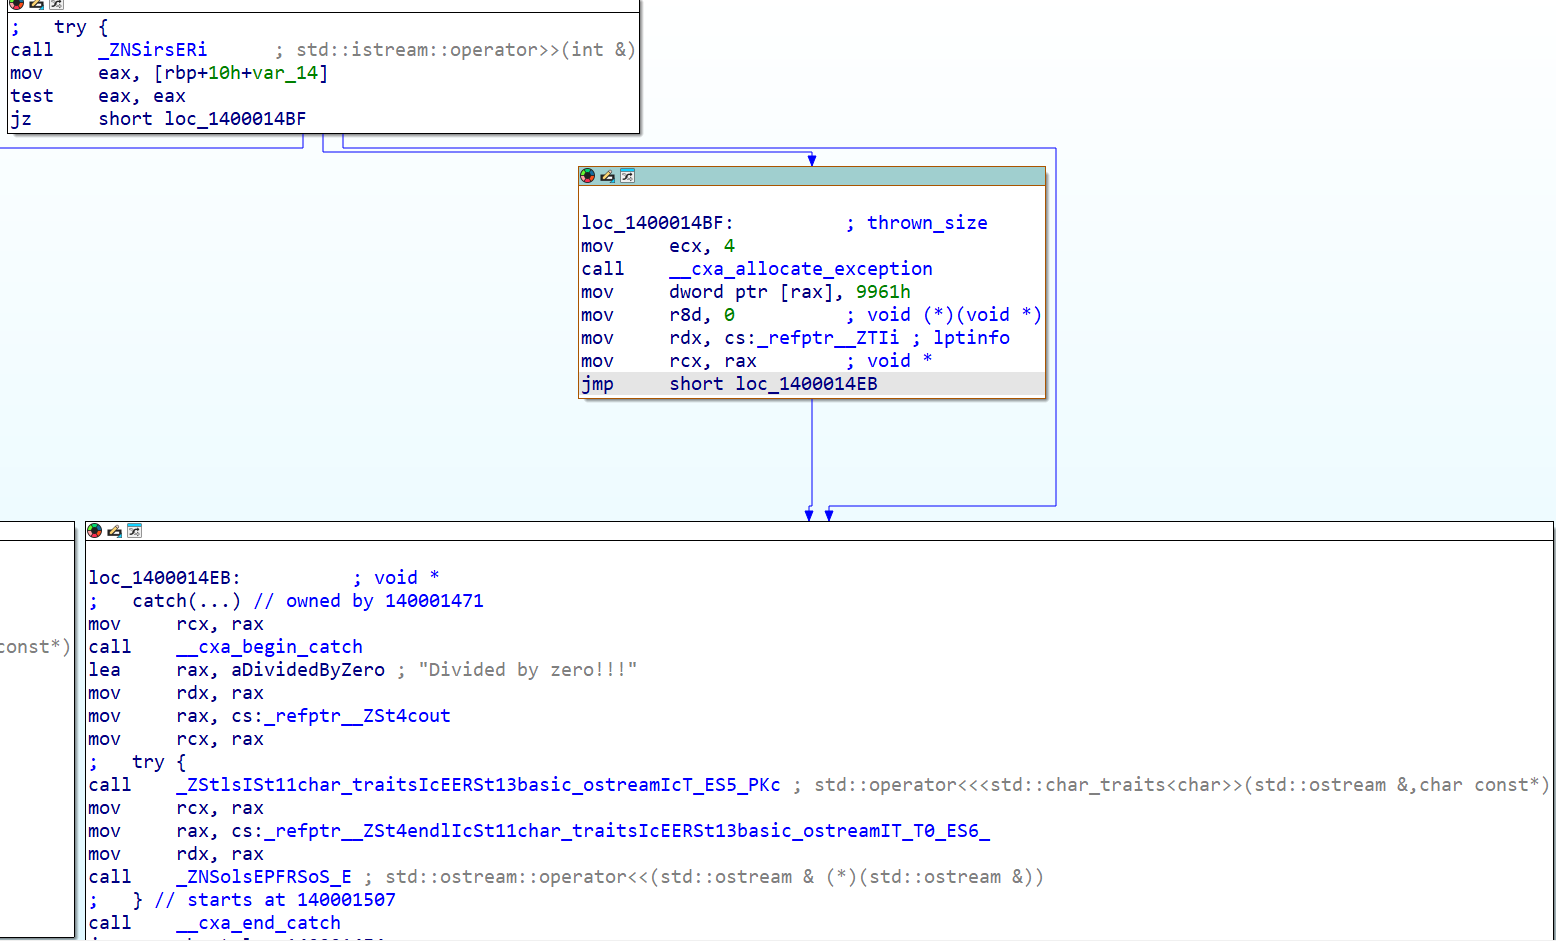 ;   try {
call    _ZNSirsERi      ; std::istream::operator>>(int &)
mov     eax, [rbp+10h+var_14]
test    eax, eax
jz      short loc_1400014BF
loc_1400014BF:          ; thrown_size
mov     ecx, 4
call    __cxa_allocate_exception
mov     dword ptr [rax], 9961h
mov     r8d, 0          ; void (*)(void *)
mov     rdx, cs:_refptr__ZTIi ; lptinfo
mov     rcx, rax        ; void *
jmp     short loc_1400014EB
const*)
loc_1400014EB:          ; void *
;   catch(...) // owned by 140001471
mov     rcx, rax
call    __cxa_begin_catch
lea     rax, aDividedByZero ; "Divided by zero!!!"
mov     rdx, rax
mov     rax, cs:_refptr__ZSt4cout
mov     rcx, rax
;   try {
call    _ZStlsISt11char_traitsIcEERSt13basic_ostreamIcT_ES5_PKc ; std::operator<<<std::char_traits<char>>(std::ostream &,char const*)
mov     rcx, rax
mov     rax, cs:_refptr__ZSt4endlIcSt11char_traitsIcEERSt13basic_ostreamIT_T0_ES6_
mov     rdx, rax
call    _ZNSolsEPFRSoS_E ; std::ostream::operator<<(std::ostream & (*)(std::ostream &))
;   } // starts at 140001507
call    __cxa_end_catch